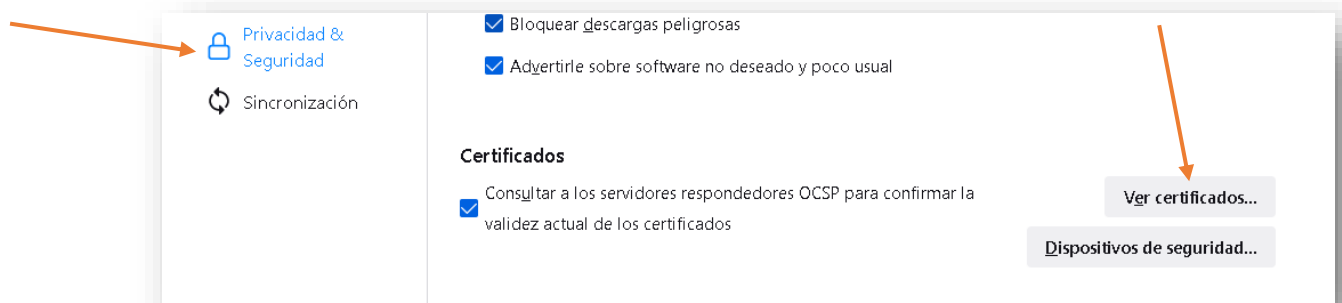 Privacidad &
Seguridad
Sincronización
Bloquear descargas peligrosas
Advertirle sobre software no deseado y poco usual
Certificados
Consultar a los servidores respondedores OCSP para confirmar la
validez actual de los certificados
Ver certificados...
Dispositivos de seguridad...